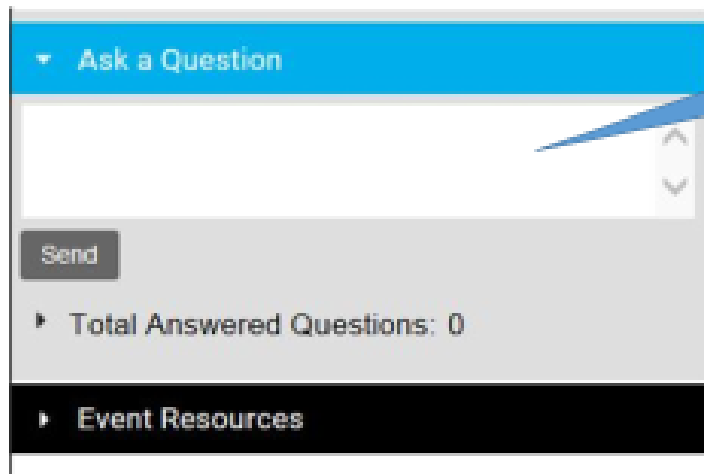 Ask a Question
Send
Total Answered Questions: 0
Event Resources